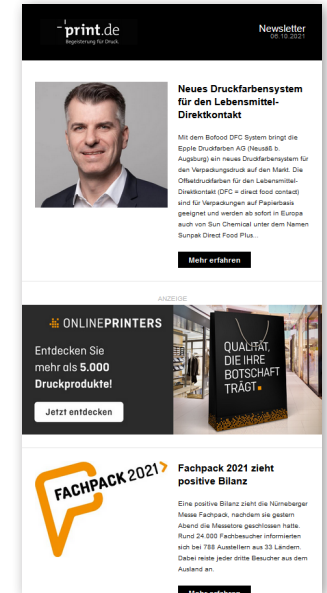 print.de
Begeisterung für Druck.
Newsletter
06.10.2021
Neues Druckfarbensystem
für den Lebensmittel-
Direktkontakt
Mit dem Bofood DFC System bringt die
Epple Druckfarben AG (Neusäß b.
Augsburg) ein neues Druckfarbensystem für
den Verpackungsdruck auf den Markt. Die
Offsetdruckfarben für den Lebensmittel-
Direktkontakt (DFC = direct food contact)
sind für Verpackungen auf Papierbasis
geeignet und werden ab sofort in Europa
auch von Sun Chemical unter dem Namen
Sunpak Direct Food Plus...
Mehr erfahren
ANZEIGE
ONLINEPRINTERS
Entdecken Sie
mehr als 5.000
Druckprodukte!
Jetzt entdecken
QUALITÄT,
DIE IHRE
BOTSCHAFT
TRÄGT
FACHPACK 2021
Fachpack 2021 zieht
positive Bilanz
Eine positive Bilanz zieht die Nürneberger
Messe Fachpack, nachdem sie gestern
Abend die Messetore geschlossen hatte.
Rund 24.000 Fachbesucher informierten
sich bei 788 Ausstellern aus 33 Ländern.
Dabei reiste jeder dritte Besucher aus dem
Ausland an.
Mehr erfahren